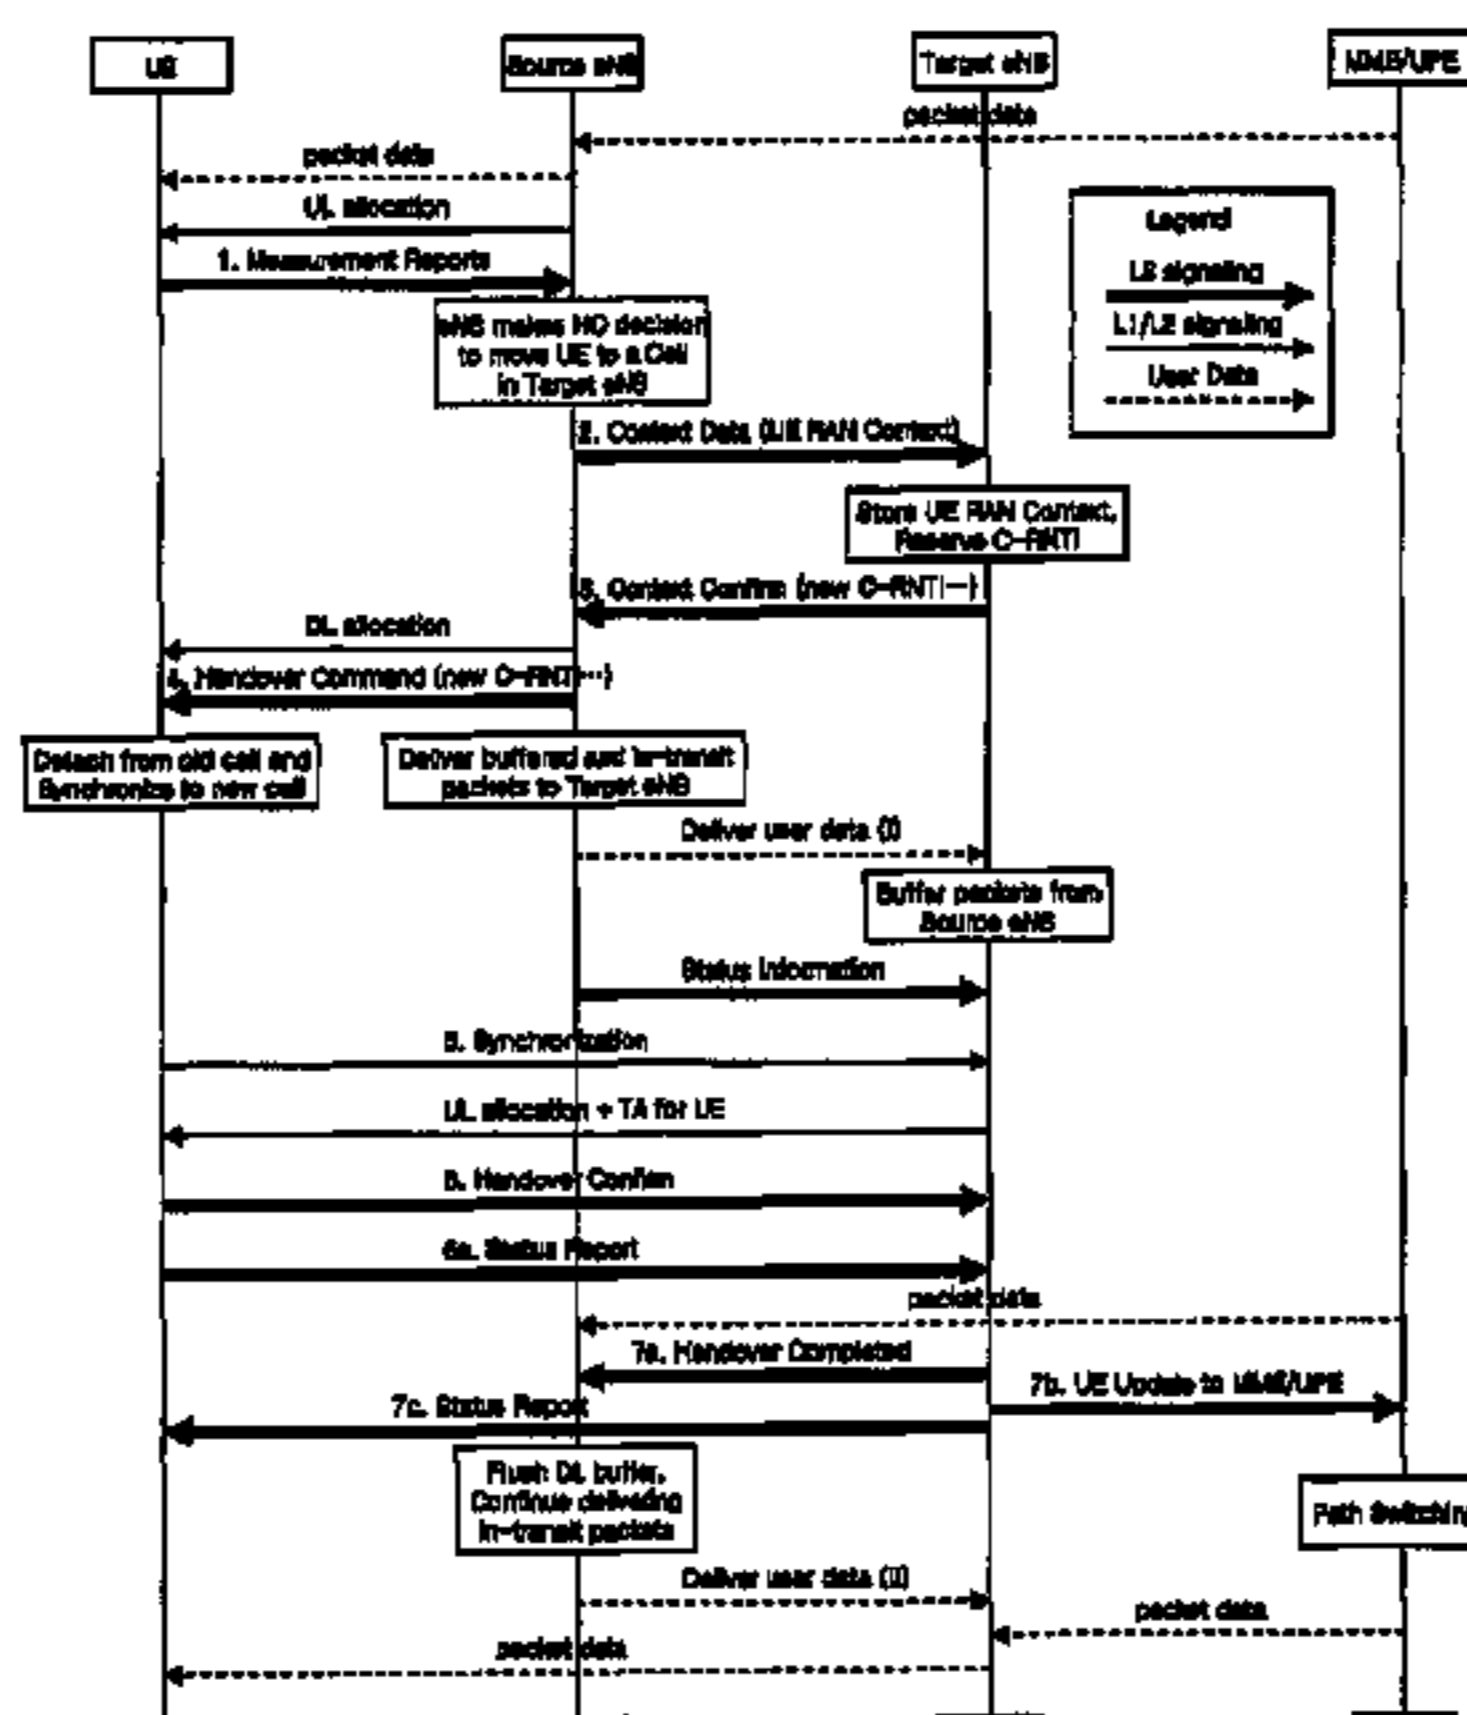 UE
Source eNB
Target eNB
MME/UPE
packet data
packet data
UL allocation
Legend
1. Measurement Reports
L3 signaling
eNB makes HO decision
to move UE to a Cell
in Target eNB
L1/L2 signaling
User Data
2. Context Data (UE RAN Context)
Store UE RAN Context,
Reserve C-RNTI
3. Context Confirm (new C-RNTI…)
DL allocation
4. Handover Command (new C-RNTI…)
Detach from old cell and
Synchronize to new cell
Deliver buffered and in-transit
packets to Target eNB
Deliver user data (I)
Buffer packets from
Source eNB
Status Information
5. Synchronization
UL allocation + TA for UE
6. Handover Confirm
6a. Status Report
packet data
7a. Handover Completed
7b. UE Update to MME/UPE
7c. Status Report
Flush DL buffer,
Continue delivering
in-transit packets
Path Switching
Deliver user data (II)
packet data
packet data